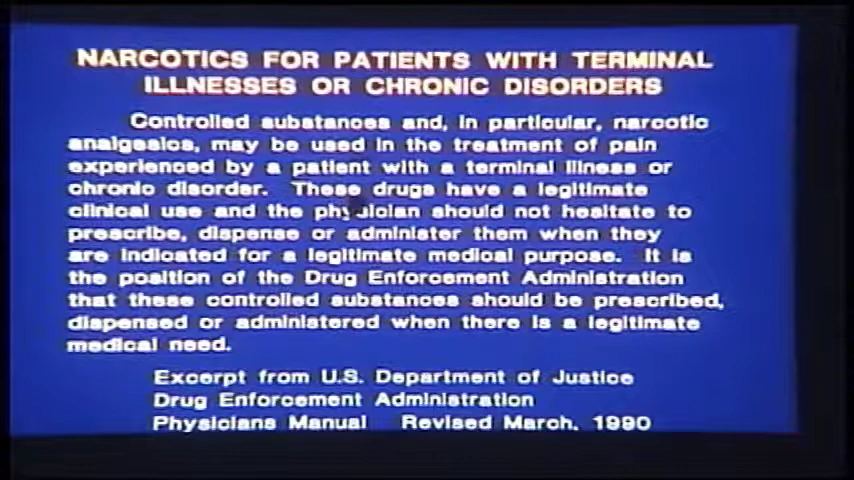 NARCOTICS FOR PATIENTS WITH TERMINAL
ILLNESSES OR CHRONIC DISORDERS
Controlled substances and, in particular, narcotic
analgesics, may be used in the treatment of pain
experienced by a patient with a terminal illness or
chronic disorder. These drugs have a legitimate
clinical use and the physician should not hesitate to
prescribe, dispense or administer them when they
are indicated for a legitimate medical purpose. It is
the position of the Drug Enforcement Administration
that these controlled substances should be prescribed,
dispensed or administered when there is a legitimate
medical need.
Excerpt from U.S. Department of Justice
Drug Enforcement Administration
Physicians Manual Revised March, 1990